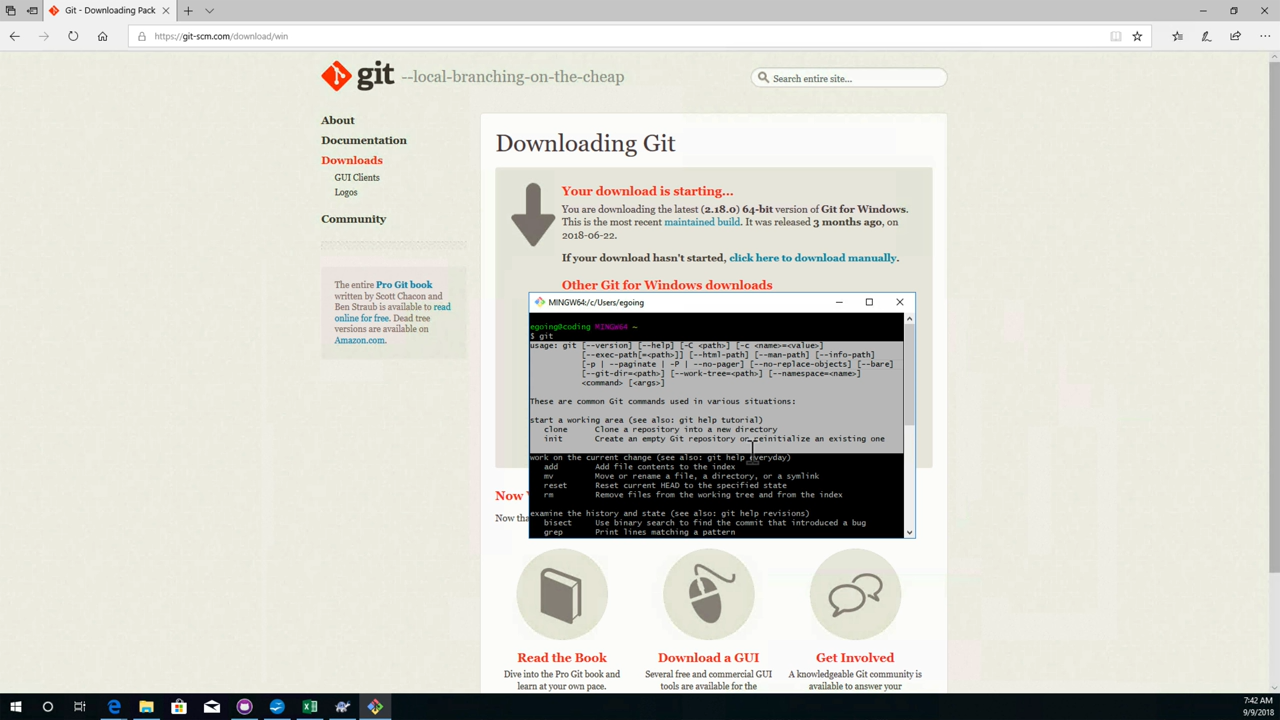 Git - Downloading Pack
https://git-scm.com/download/win
git --local-branching-on-the-cheap
Search entire site...
About
Documentation
Downloads
GUI Clients
Logos
Community
The entire Pro Git book
written by Scott Chacon and
Ben Straub is available to read
online for free. Dead tree
versions are available on
Amazon.com.
Downloading Git
Your download is starting...
You are downloading the latest (2.18.0) 64-bit version of Git for Windows.
This is the most recent maintained build. It was released 3 months ago, on
2018-06-22.
If your download hasn't started, click here to download manually.
Other Git for Windows downloads
MINGW64:/c/Users/egoing
egoing@coding MINGW64 ~
$ git
usage: git [--version] [--help] [-C <path>] [-c <name>=<value>]
[--exec-path[=<path>]] [--html-path] [--man-path] [--info-path]
[-p | --paginate | -P | --no-pager] [--no-replace-objects] [--bare]
[--git-dir=<path>] [--work-tree=<path>] [--namespace=<name>]
<command> [<args>]
These are common Git commands used in various situations:
start a working area (see also: git help tutorial)
clone Clone a repository into a new directory
init Create an empty Git repository or reinitialize an existing one
work on the current change (see also: git help everyday)
add Add file contents to the index
mv Move or rename a file, a directory, or a symlink
reset Reset current HEAD to the specified state
rm Remove files from the working tree and from the index
examine the history and state (see also: git help revisions)
bisect Use binary search to find the commit that introduced a bug
grep Print lines matching a pattern
Now
Now tha
Read the Book
Dive into the Pro Git book and
learn at your own pace.
Download a GUI
Several free and commercial GUI
tools are available for the
Get Involved
A knowledgeable Git community is
available to answer your
7:42 AM
9/9/2018